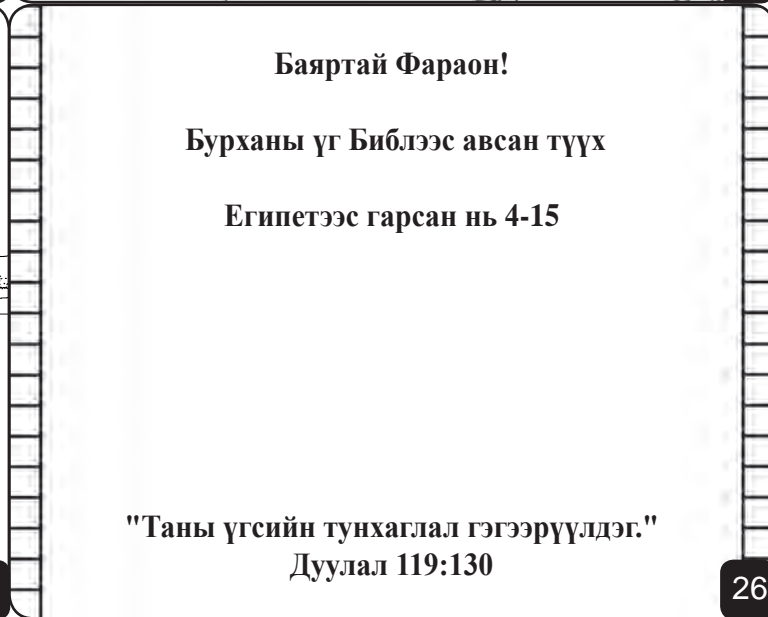 Баяртай Фараон!
Бурханы үг Библээс авсан түүх
Египетээс гарсан нь 4-15
"Таны үгсийн тунхаглал гэгээрүүлдэг."
Дуулал 119:130
26